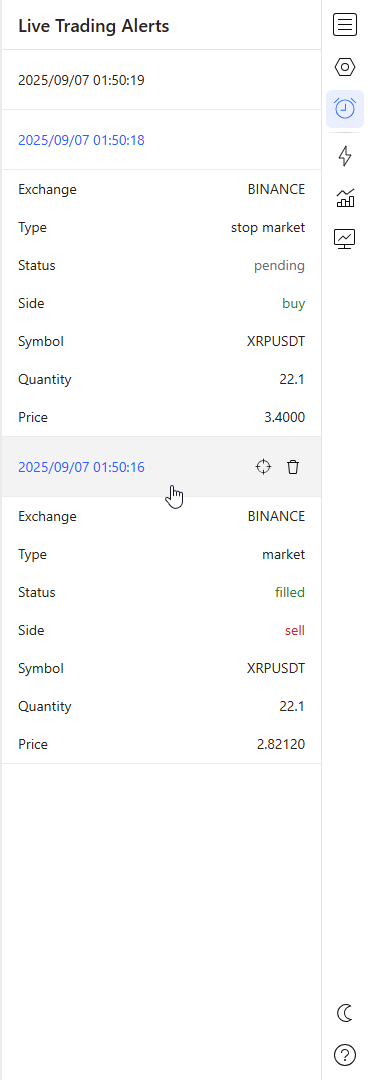 Live Trading Alerts
2025/09/07 01:50:19
2025/09/07 01:50:18
Exchange BINANCE
Type stop market
Status pending
Side buy
Symbol XRPUSDT
Quantity 22.1
Price 3.4000
2025/09/07 01:50:16
Exchange BINANCE
Type market
Status filled
Side sell
Symbol XRPUSDT
Quantity 22.1
Price 2.82120